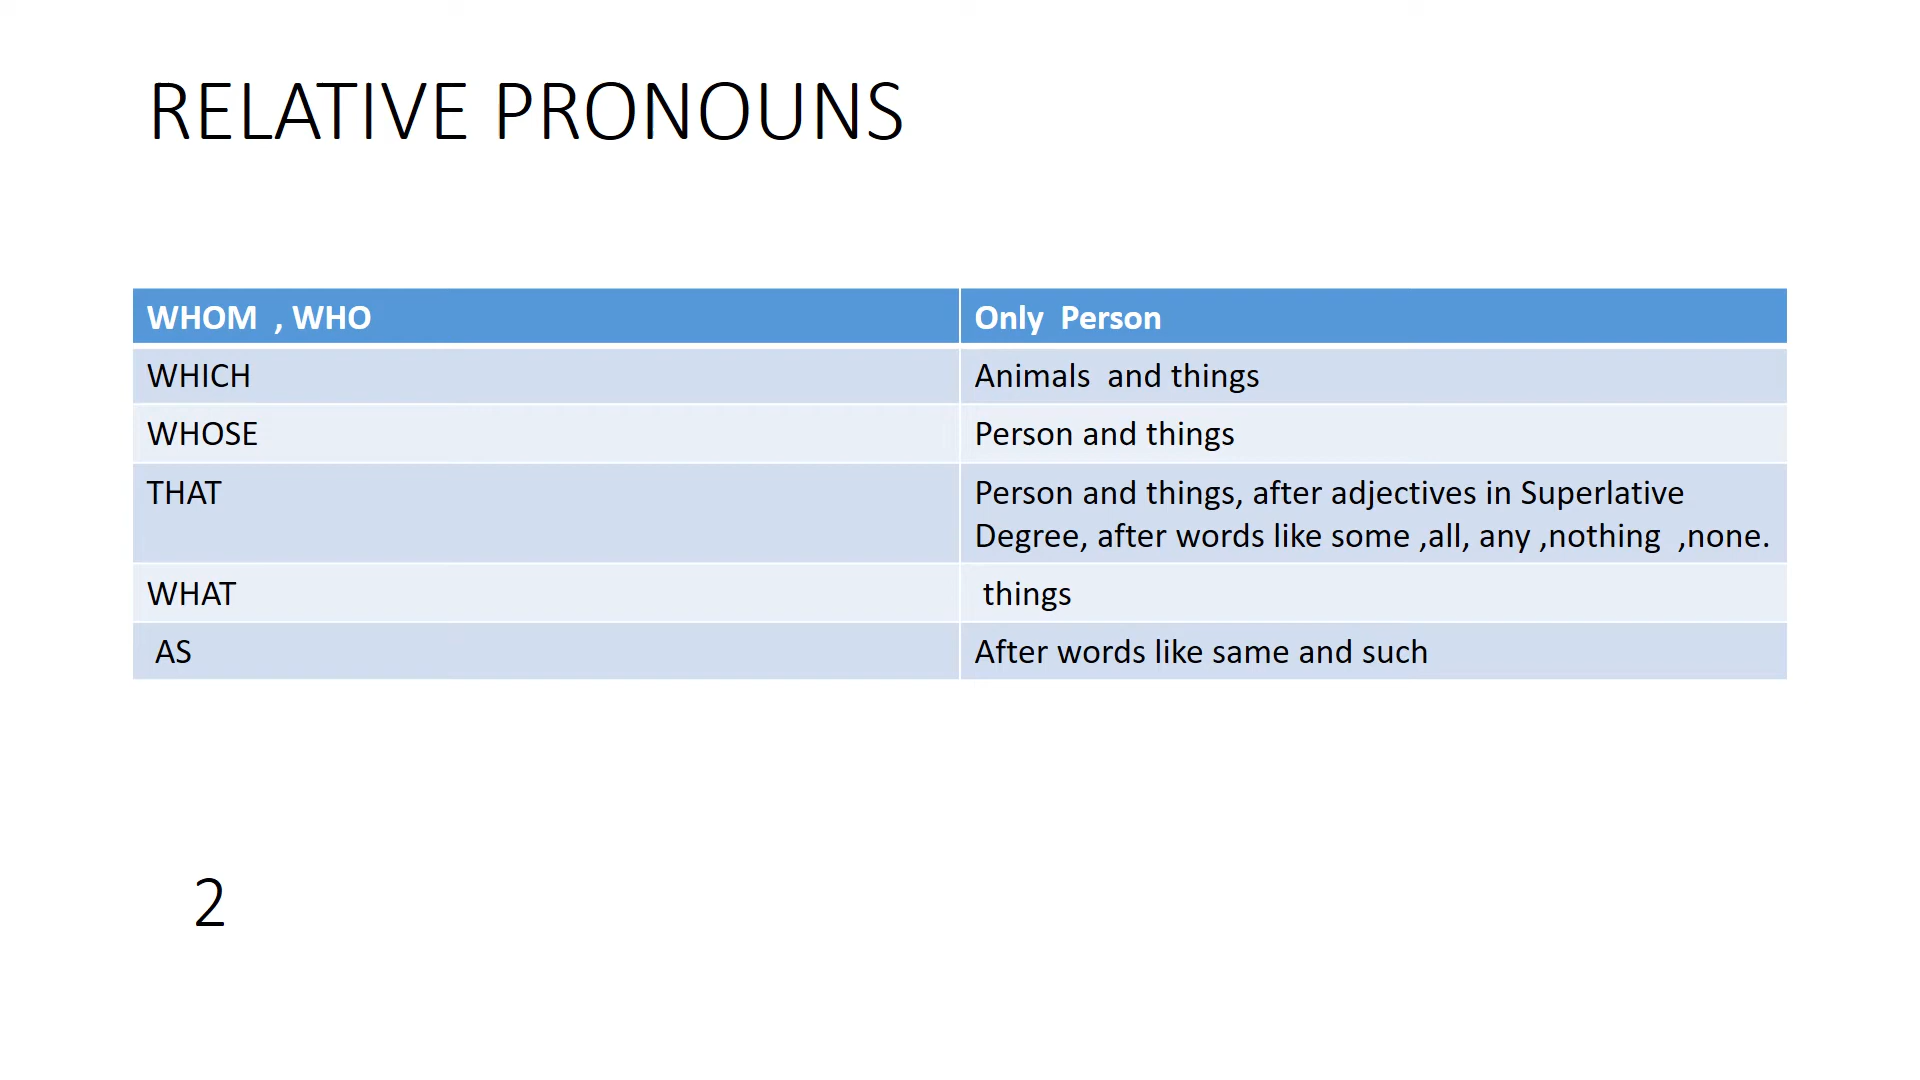 RELATIVE PRONOUNS
WHOM  , WHO Only  Person
WHICH Animals  and things
WHOSE Person and things
THAT Person and things, after adjectives in Superlative
Degree, after words like some ,all, any ,nothing  ,none.
WHAT things
AS After words like same and such
2